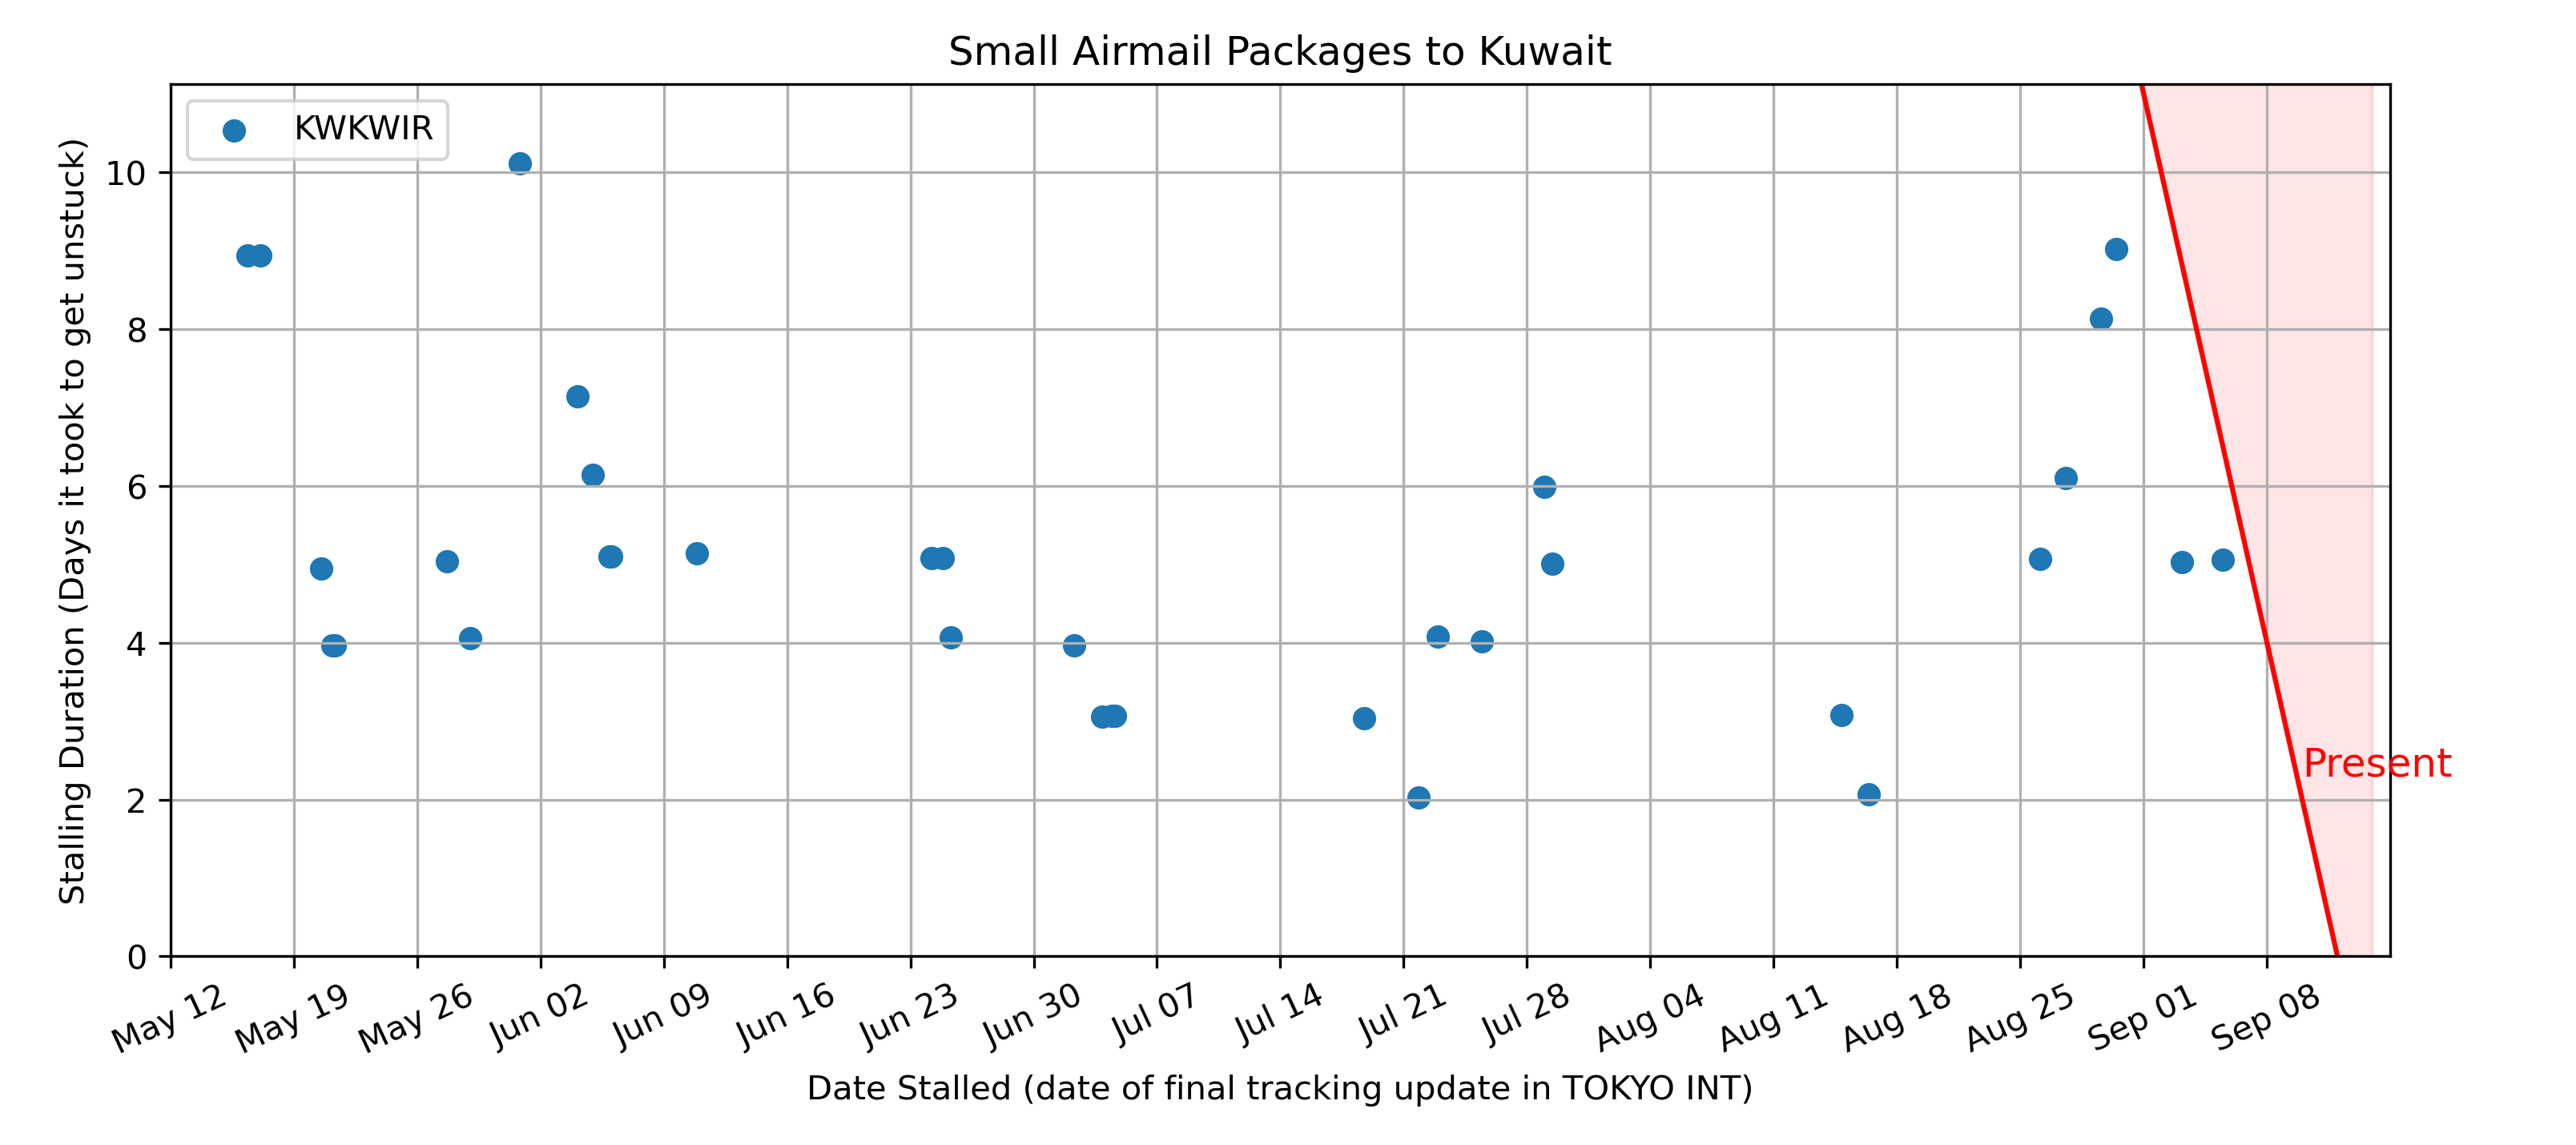 Small Airmail Packages to Kuwait
KWKWIR
Stalling Duration (Days it took to get unstuck)
10
8
6
4
2
0
Present
May 12
May 19
May 26
Jun 02
Jun 09
Jun 16
Jun 23
Jun 30
Jul 07
Jul 14
Jul 21
Jul 28
Aug 04
Aug 11
Aug 18
Aug 25
Sep 01
Sep 08
Date Stalled (date of final tracking update in TOKYO INT)